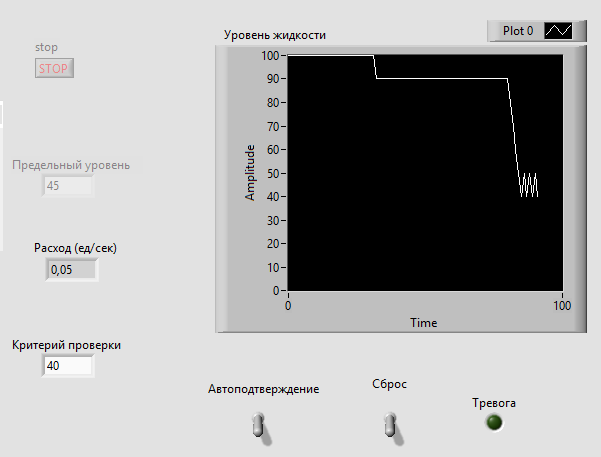 stop
STOP
Предельный уровень
45
Расход (ед/сек)
0,05
Критерий проверки
40
Уровень жидкости
Plot 0
Amplitude
100
90
80
70
60
50
40
30
20
10
0
0
100
Time
Автоподтверждение
Сброс
Тревога